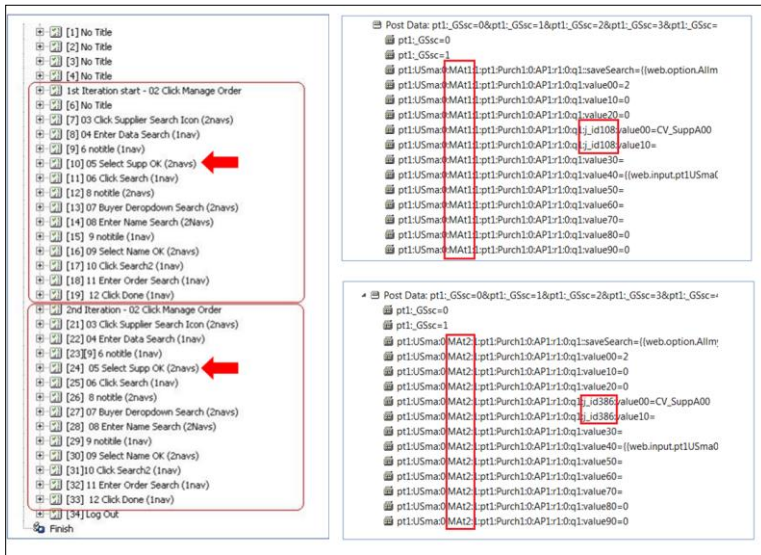 [1] No Title
[2] No Title
[3] No Title
[4] No Title
1st Iteration start - 02 Click Manage Order
[6] No Title
[7] 03 Click Supplier Search Icon (2navs)
[8] 04 Enter Data Search (1nav)
[9] 6 notitle (1nav)
[10] 05 Select Supp OK (2navs)
[11] 06 Click Search (1nav)
[12] 8 notitle (2navs)
[13] 07 Buyer Deropdown Search (2navs)
[14] 08 Enter Name Search (2Navs)
[15] 9 notitile (1nav)
[16] 09 Select Name OK (2navs)
[17] 10 Click Search2 (1nav)
[18] 11 Enter Order Search (1nav)
[19] 12 Click Done (1nav)
2nd Iteration - 02 Click Manage Order
[21] 03 Click Supplier Search Icon (2navs)
[22] 04 Enter Data Search (1nav)
[23][9] 6 notitle (1nav)
[24] 05 Select Supp OK (2navs)
[25] 06 Click Search (1nav)
[26] 8 notitle (2navs)
[27] 07 Buyer Deropdown Search (2navs)
[28] 08 Enter Name Search (2Navs)
[29] 9 notitile (1nav)
[30] 09 Select Name OK (2navs)
[31]10 Click Search2 (1nav)
[32] 11 Enter Order Search (1nav)
[33] 12 Click Done (1nav)
[34] Log Out
Finish
Post Data: pt1:_GSsc=0&pt1:_GSsc=1&pt1:_GSsc=2&pt1:_GSsc=3&pt1:_GSsc=
pt1:_GSsc=0
pt1:_GSsc=1
pt1:USma:0:MAt1:1:pt1:Purch1:0:AP1:r1:0:q1::saveSearch={{web.option.Allm
pt1:USma:0:MAt1:1:pt1:Purch1:0:AP1:r1:0:q1:value00=2
pt1:USma:0:MAt1:1:pt1:Purch1:0:AP1:r1:0:q1:value10=0
pt1:USma:0:MAt1:1:pt1:Purch1:0:AP1:r1:0:q1:value20=0
pt1:USma:0:MAt1:1:pt1:Purch1:0:AP1:r1:0:q1:j_id108:value00=CV_SuppA00
pt1:USma:0:MAt1:1:pt1:Purch1:0:AP1:r1:0:q1:j_id108:value10=
pt1:USma:0:MAt1:1:pt1:Purch1:0:AP1:r1:0:q1:value30=
pt1:USma:0:MAt1:1:pt1:Purch1:0:AP1:r1:0:q1:value40={{web.input.pt1USma(
pt1:USma:0:MAt1:1:pt1:Purch1:0:AP1:r1:0:q1:value50=
pt1:USma:0:MAt1:1:pt1:Purch1:0:AP1:r1:0:q1:value60=
pt1:USma:0:MAt1:1:pt1:Purch1:0:AP1:r1:0:q1:value70=
pt1:USma:0:MAt1:1:pt1:Purch1:0:AP1:r1:0:q1:value80=0
pt1:USma:0:MAt1:1:pt1:Purch1:0:AP1:r1:0:q1:value90=0
Post Data: pt1:_GSsc=0&pt1:_GSsc=1&pt1:_GSsc=2&pt1:_GSsc=3&pt1:_GSsc=
pt1:_GSsc=0
pt1:_GSsc=1
pt1:USma:0:MAt2:1:pt1:Purch1:0:AP1:r1:0:q1::saveSearch={{web.option.Allmy
pt1:USma:0:MAt2:1:pt1:Purch1:0:AP1:r1:0:q1:value00=2
pt1:USma:0:MAt2:1:pt1:Purch1:0:AP1:r1:0:q1:value10=0
pt1:USma:0:MAt2:1:pt1:Purch1:0:AP1:r1:0:q1:value20=0
pt1:USma:0:MAt2:1:pt1:Purch1:0:AP1:r1:0:q1:j_id386:value00=CV_SuppA00
pt1:USma:0:MAt2:1:pt1:Purch1:0:AP1:r1:0:q1:j_id386:value10=
pt1:USma:0:MAt2:1:pt1:Purch1:0:AP1:r1:0:q1:value30=
pt1:USma:0:MAt2:1:pt1:Purch1:0:AP1:r1:0:q1:value40={{web.input.pt1USma0
pt1:USma:0:MAt2:1:pt1:Purch1:0:AP1:r1:0:q1:value50=
pt1:USma:0:MAt2:1:pt1:Purch1:0:AP1:r1:0:q1:value60=
pt1:USma:0:MAt2:1:pt1:Purch1:0:AP1:r1:0:q1:value70=
pt1:USma:0:MAt2:1:pt1:Purch1:0:AP1:r1:0:q1:value80=0
pt1:USma:0:MAt2:1:pt1:Purch1:0:AP1:r1:0:q1:value90=0